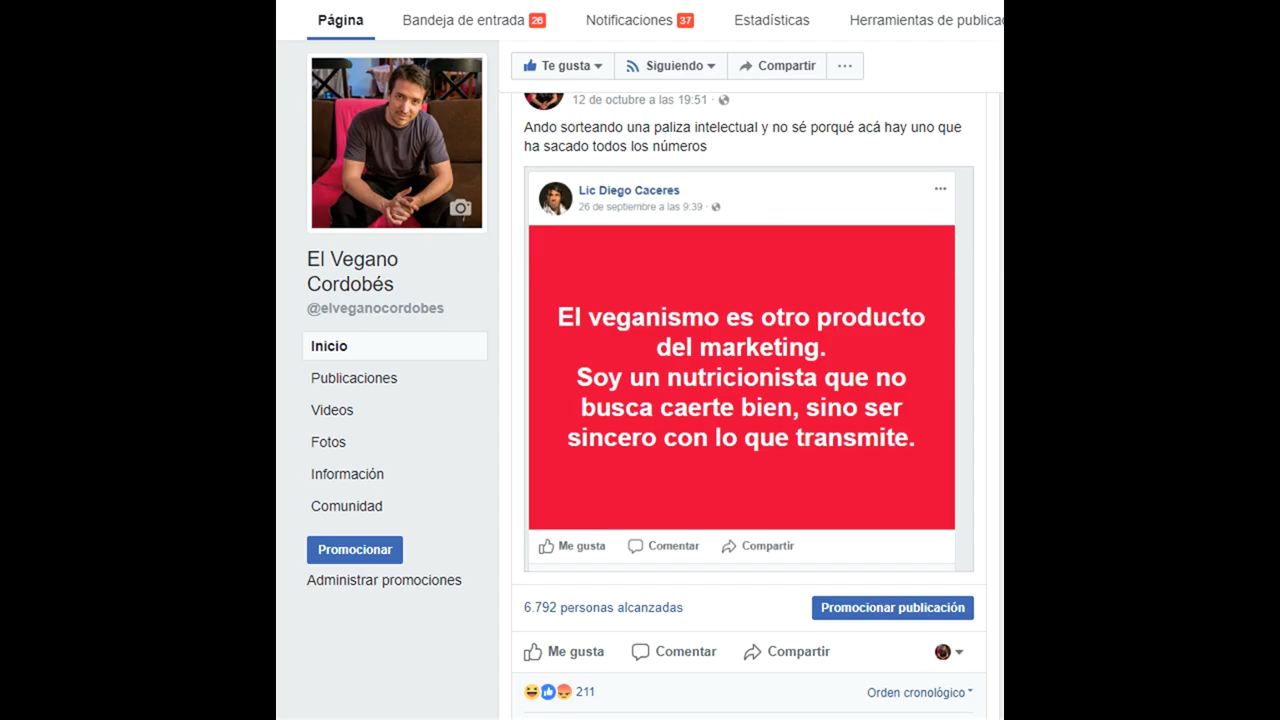 Página
Bandeja de entrada 26
Notificaciones 37
Estadísticas
Herramientas de publicac
Te gusta
Siguiendo
Compartir
12 de octubre a las 19:51
Ando sorteando una paliza intelectual y no sé porqué acá hay uno que
ha sacado todos los números
Lic Diego Caceres
26 de septiembre a las 9:39
El veganismo es otro producto
del marketing.
Soy un nutricionista que no
busca caerte bien, sino ser
sincero con lo que transmite.
Me gusta
Comentar
Compartir
El Vegano
Cordobés
@elveganocordobes
Inicio
Publicaciones
Videos
Fotos
Información
Comunidad
Promocionar
Administrar promociones
6.792 personas alcanzadas
Promocionar publicación
Me gusta
Comentar
Compartir
211
Orden cronológico